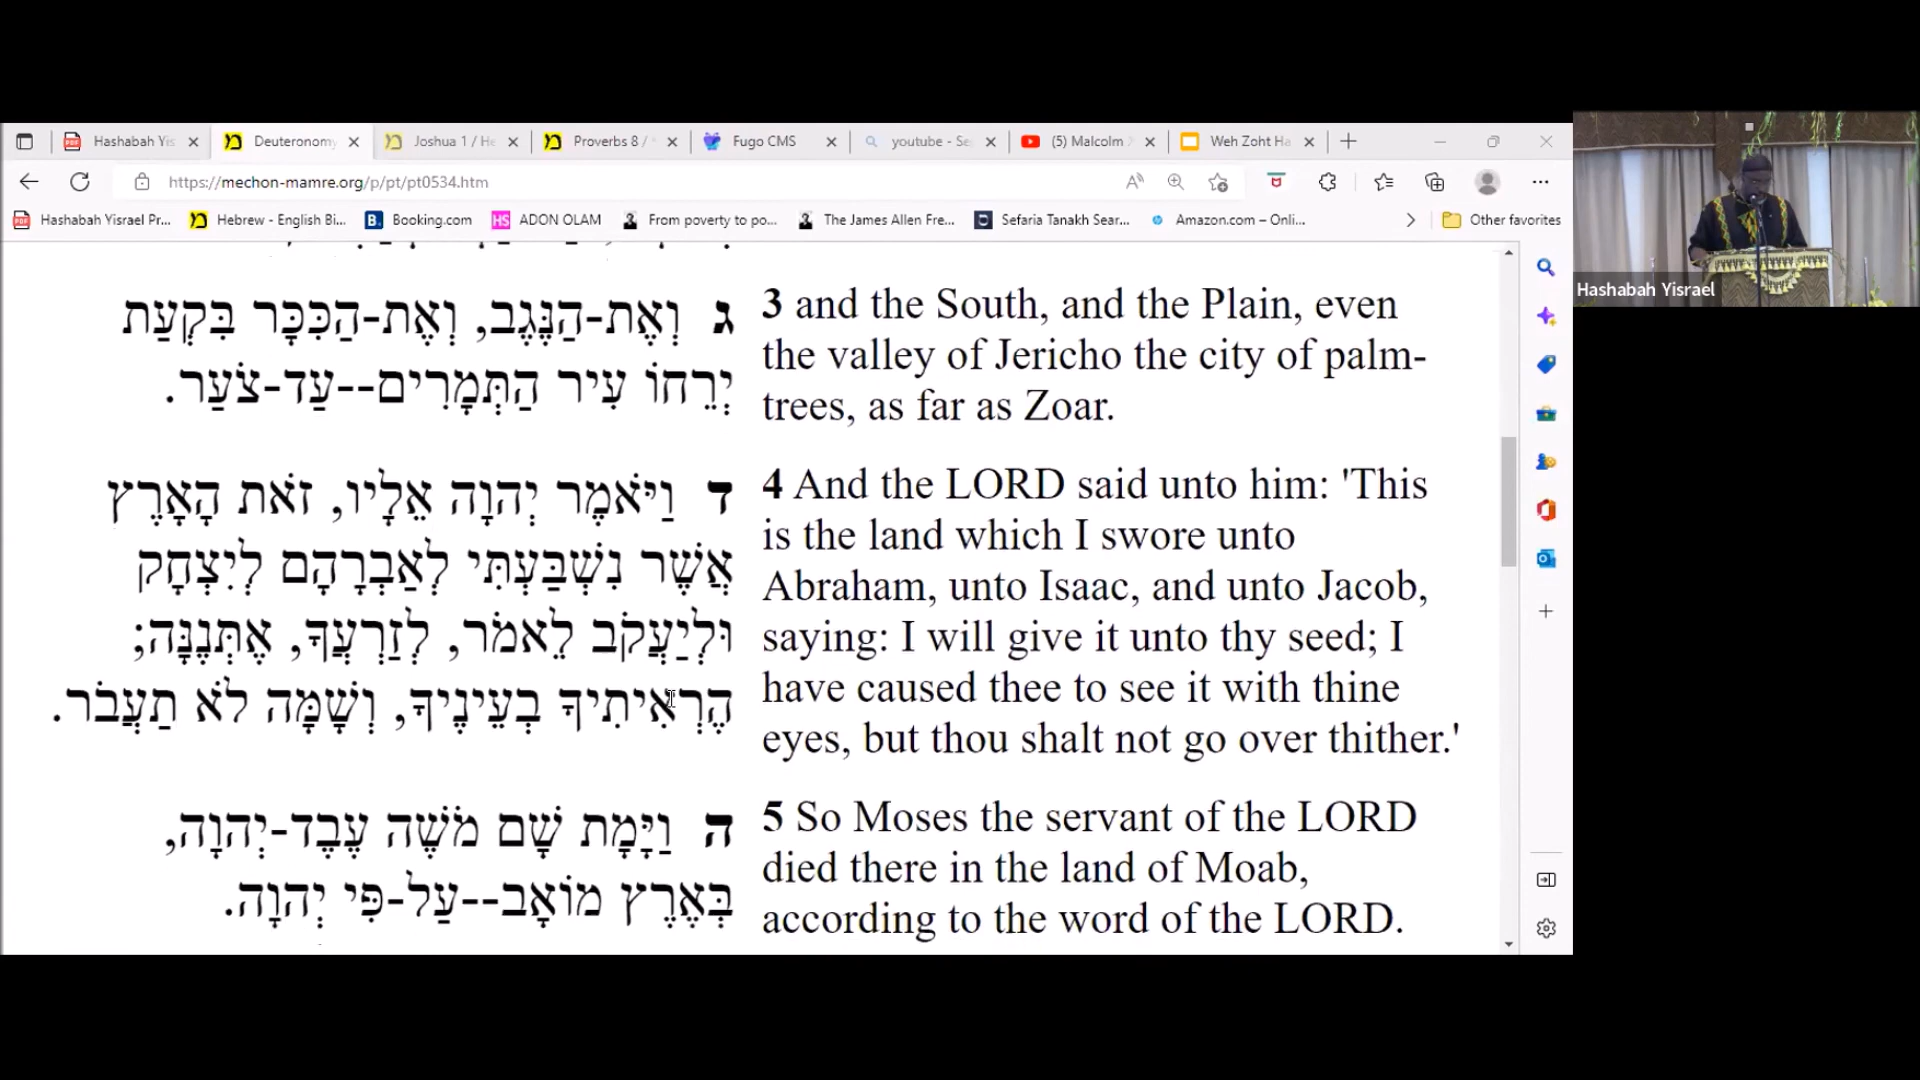 Hashabah Yis
Deuteronomy
Joshua 1 / He
Proverbs 8 /
Fugo CMS
youtube - Se
(5) Malcolm
Weh Zoht Ha
https://mechon-mamre.org/p/pt/pt0534.htm
Hashabah Yisrael Pr...
Hebrew - English Bi...
Booking.com
ADON OLAM
From poverty to po...
The James Allen Fre...
Sefaria Tanakh Sear...
Amazon.com – Onli...
Other favorites
Hashabah Yisrael
ג וְאֶת-הַנֶּגֶב, וְאֶת-הַכִּכָּר בִּקְעַת
יְרֵחוֹ עִיר הַתְּמָרִים--עַד-צֹעַר.
3 and the South, and the Plain, even
the valley of Jericho the city of palm-
trees, as far as Zoar.
ד וַיֹּאמֶר יְהוָה אֵלָיו, זֹאת הָאָרֶץ
אֲשֶׁר נִשְׁבַּעְתִּי לְאַבְרָהָם לְיִצְחָק
וּלְיַעֲקֹב לֵאמֹר, לְזַרְעֲךָ, אֶתְּנֶנָּה;
הֶרְאִיתִיךָ בְעֵינֶיךָ, וְשָׁמָּה לֹא תַעֲבֹר.
4 And the LORD said unto him: 'This
is the land which I swore unto
Abraham, unto Isaac, and unto Jacob,
saying: I will give it unto thy seed; I
have caused thee to see it with thine
eyes, but thou shalt not go over thither.'
ה וַיָּמָת שָׁם מֹשֶׁה עֶבֶד-יְהוָה,
בְּאֶרֶץ מוֹאָב--עַל-פִּי יְהוָה.
5 So Moses the servant of the LORD
died there in the land of Moab,
according to the word of the LORD.